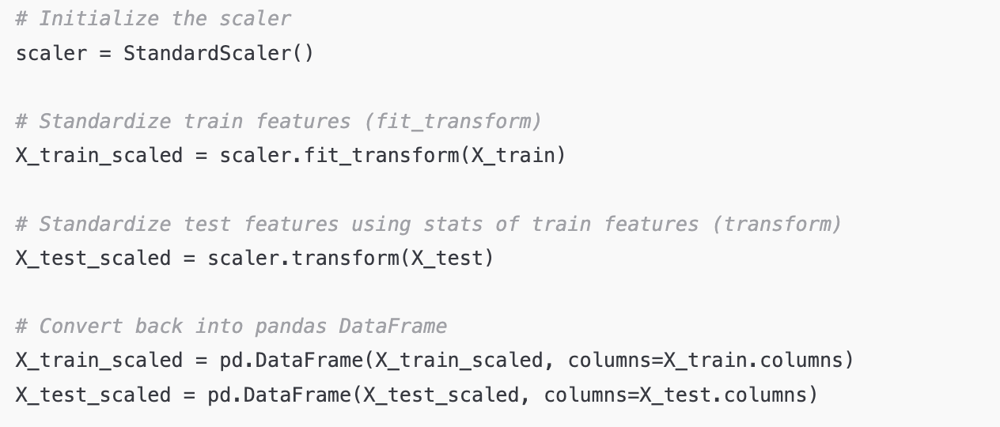 # Initialize the scaler
scaler = StandardScaler()
# Standardize train features (fit_transform)
X_train_scaled = scaler.fit_transform(X_train)
# Standardize test features using stats of train features (transform)
X_test_scaled = scaler.transform(X_test)
# Convert back into pandas DataFrame
X_train_scaled = pd.DataFrame(X_train_scaled, columns=X_train.columns)
X_test_scaled = pd.DataFrame(X_test_scaled, columns=X_test.columns)